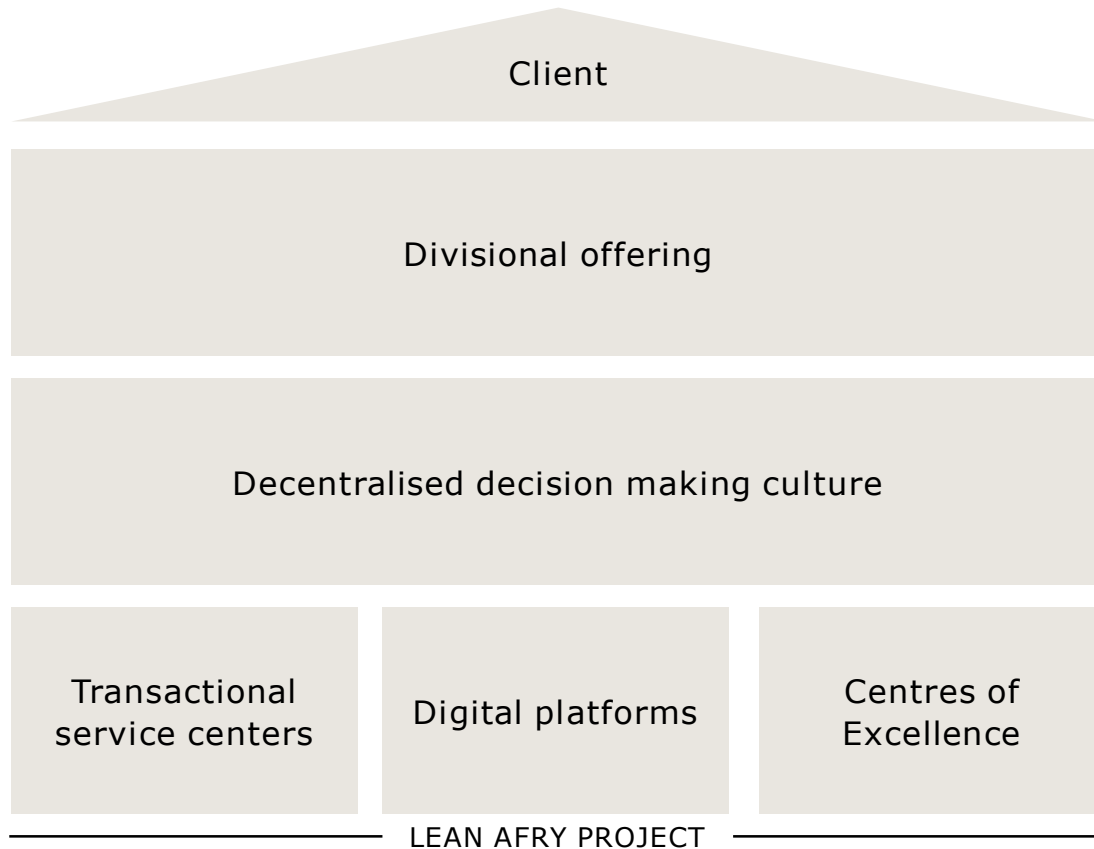 Client
Divisional offering
Decentralised decision making culture
Transactional
service centers
Digital platforms
Centres of
Excellence
LEAN AFRY PROJECT